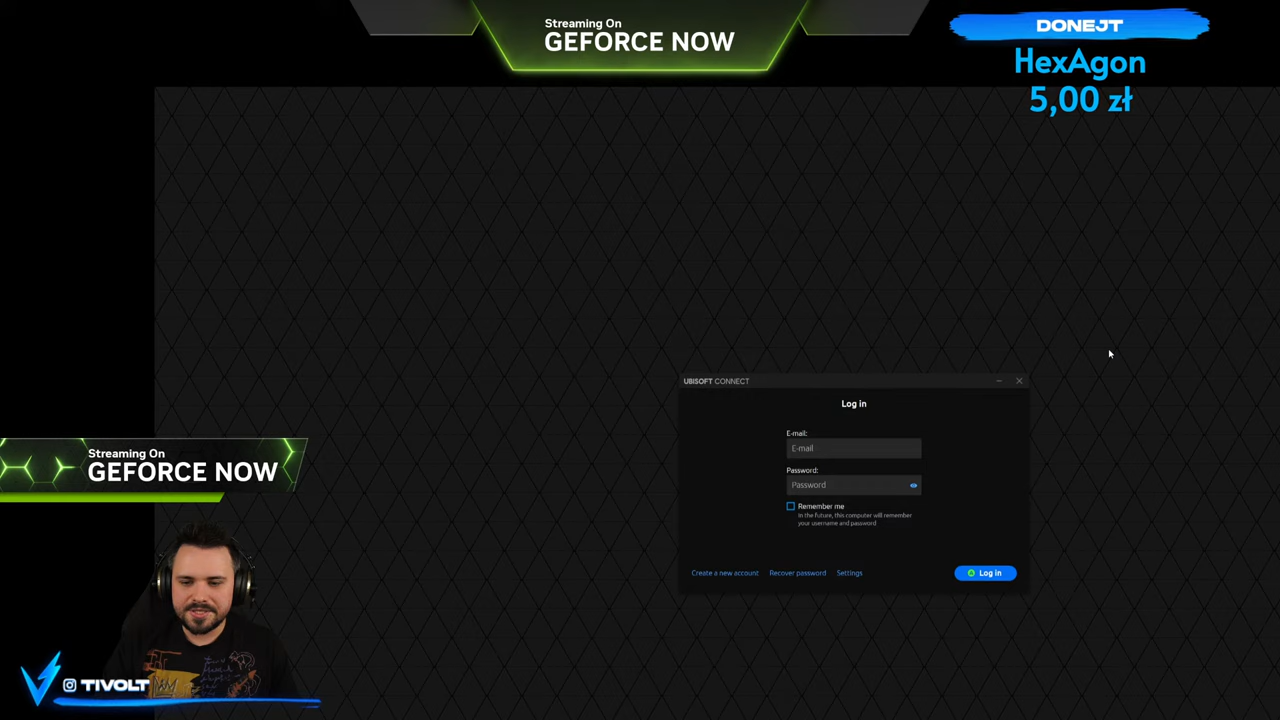 Streaming On
GEFORCE NOW
DONEJT
HexAgon
5,00 zł
UBISOFT CONNECT
Log in
E-mail:
E-mail
Password:
Password
Remember me
In the future, this computer will remember
your username and password
Create a new account
Recover password
Settings
Log in
Streaming On
GEFORCE NOW
TIVOLT